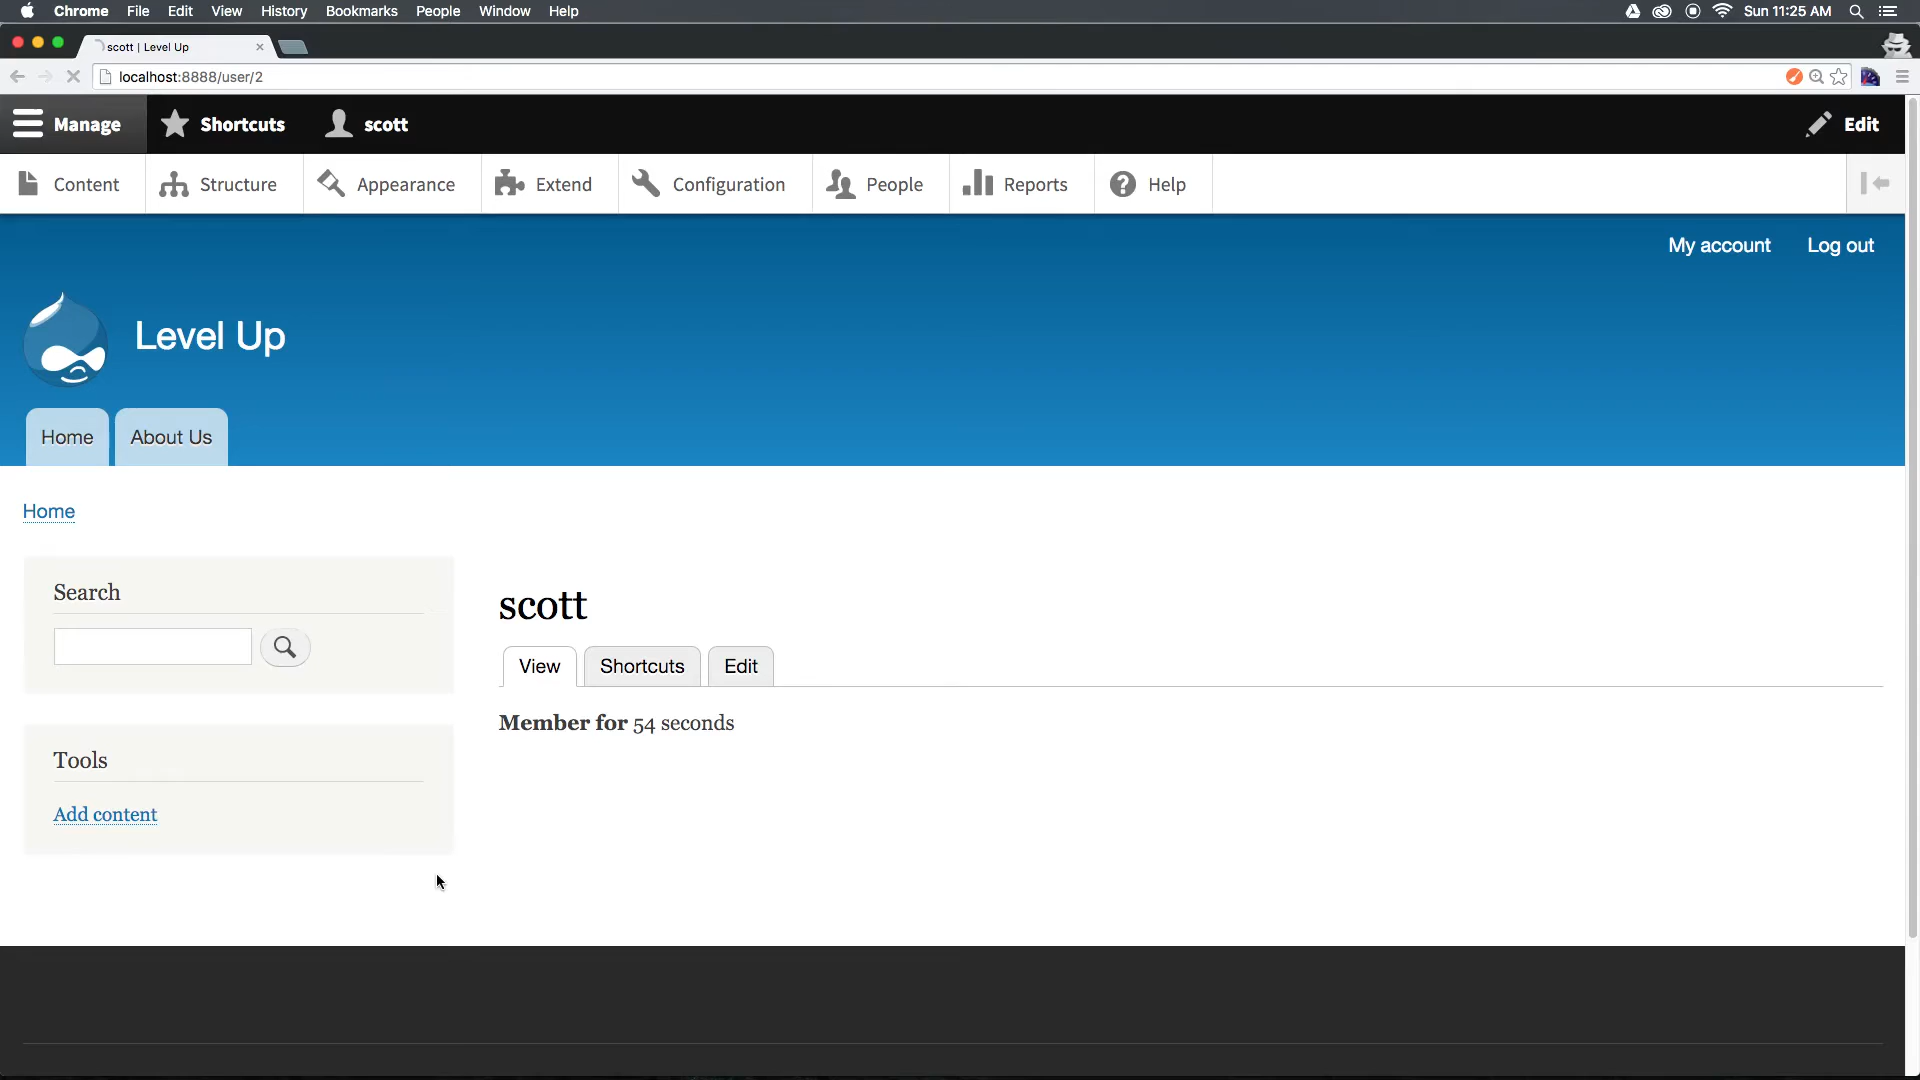 Chrome File Edit View History Bookmarks People Window Help Sun 11:25 AM
scott | Level Up
localhost:8888/user/2
Manage Shortcuts scott Edit
Content Structure Appearance Extend Configuration People Reports Help
My account Log out
Level Up
Home About Us
Home
Search
scott
View Shortcuts Edit
Member for 54 seconds
Tools
Add content